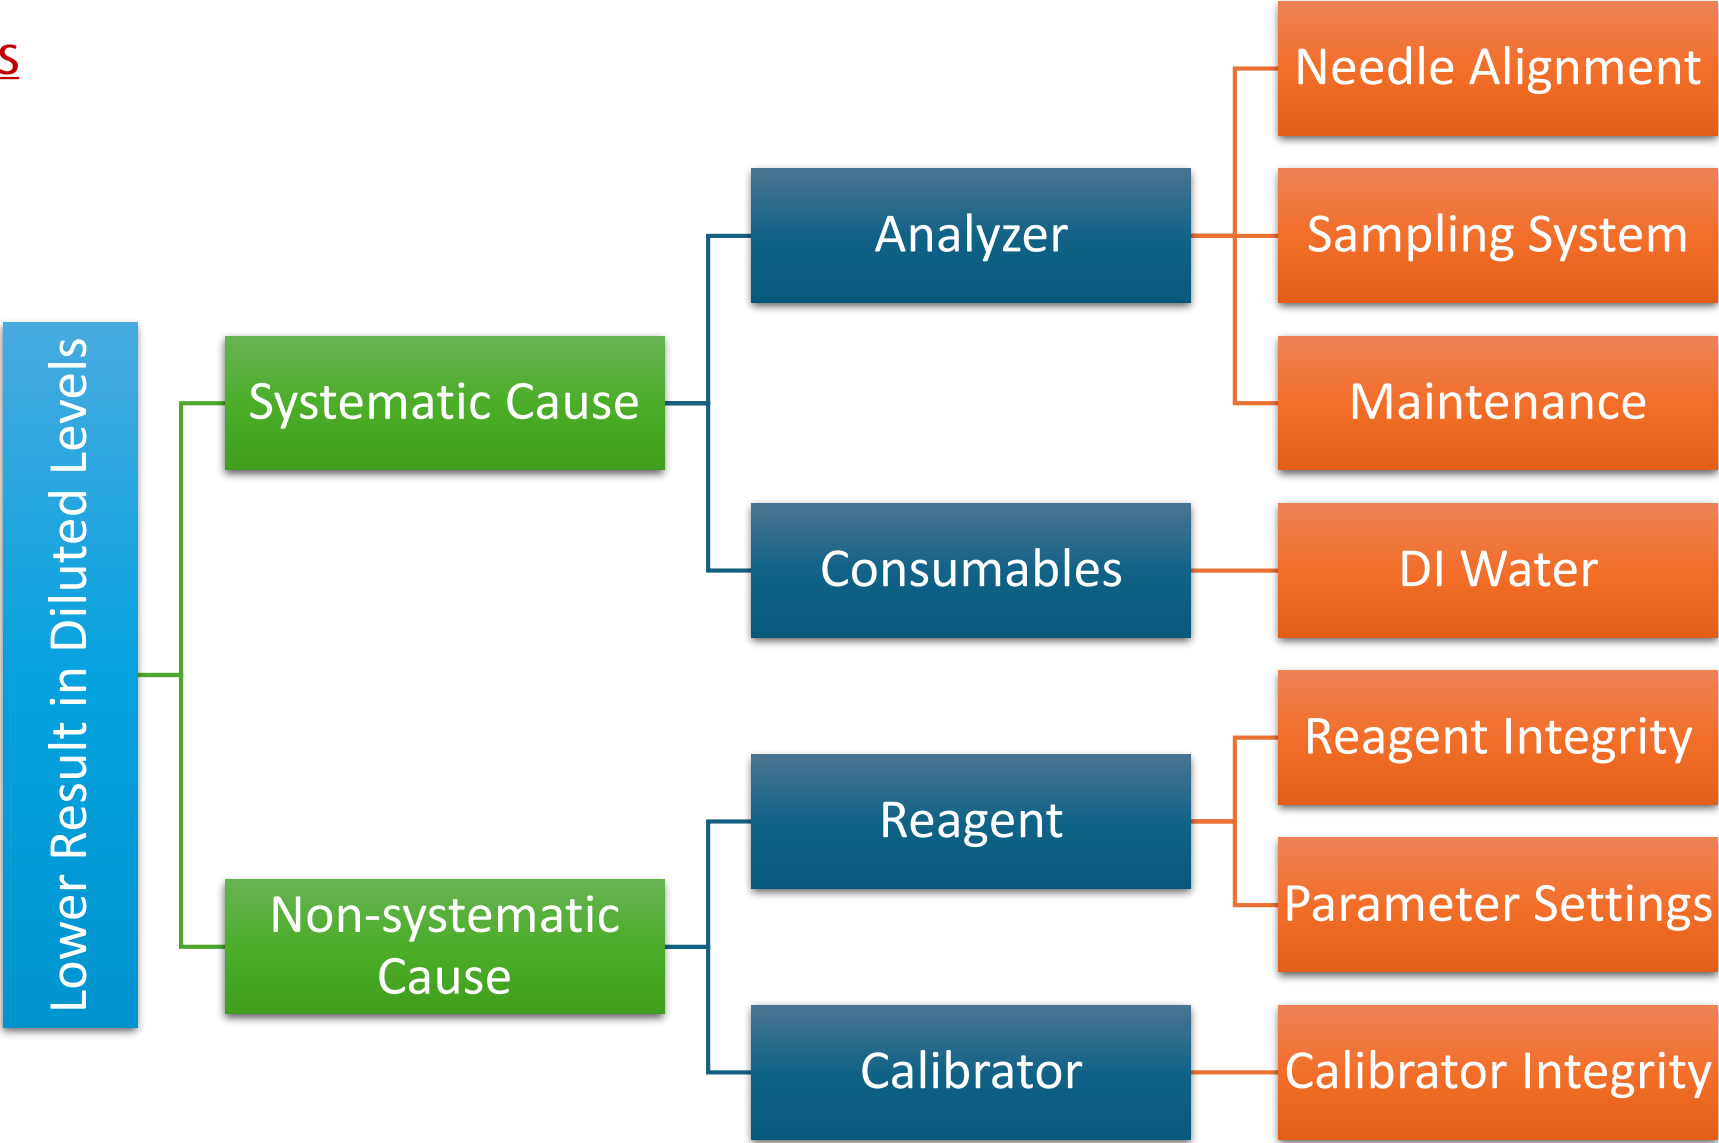 s
Lower Result in Diluted Levels
Systematic Cause
Analyzer
Needle Alignment
Sampling System
Maintenance
Consumables
DI Water
Non-systematic
Cause
Reagent
Reagent Integrity
Parameter Settings
Calibrator
Calibrator Integrity